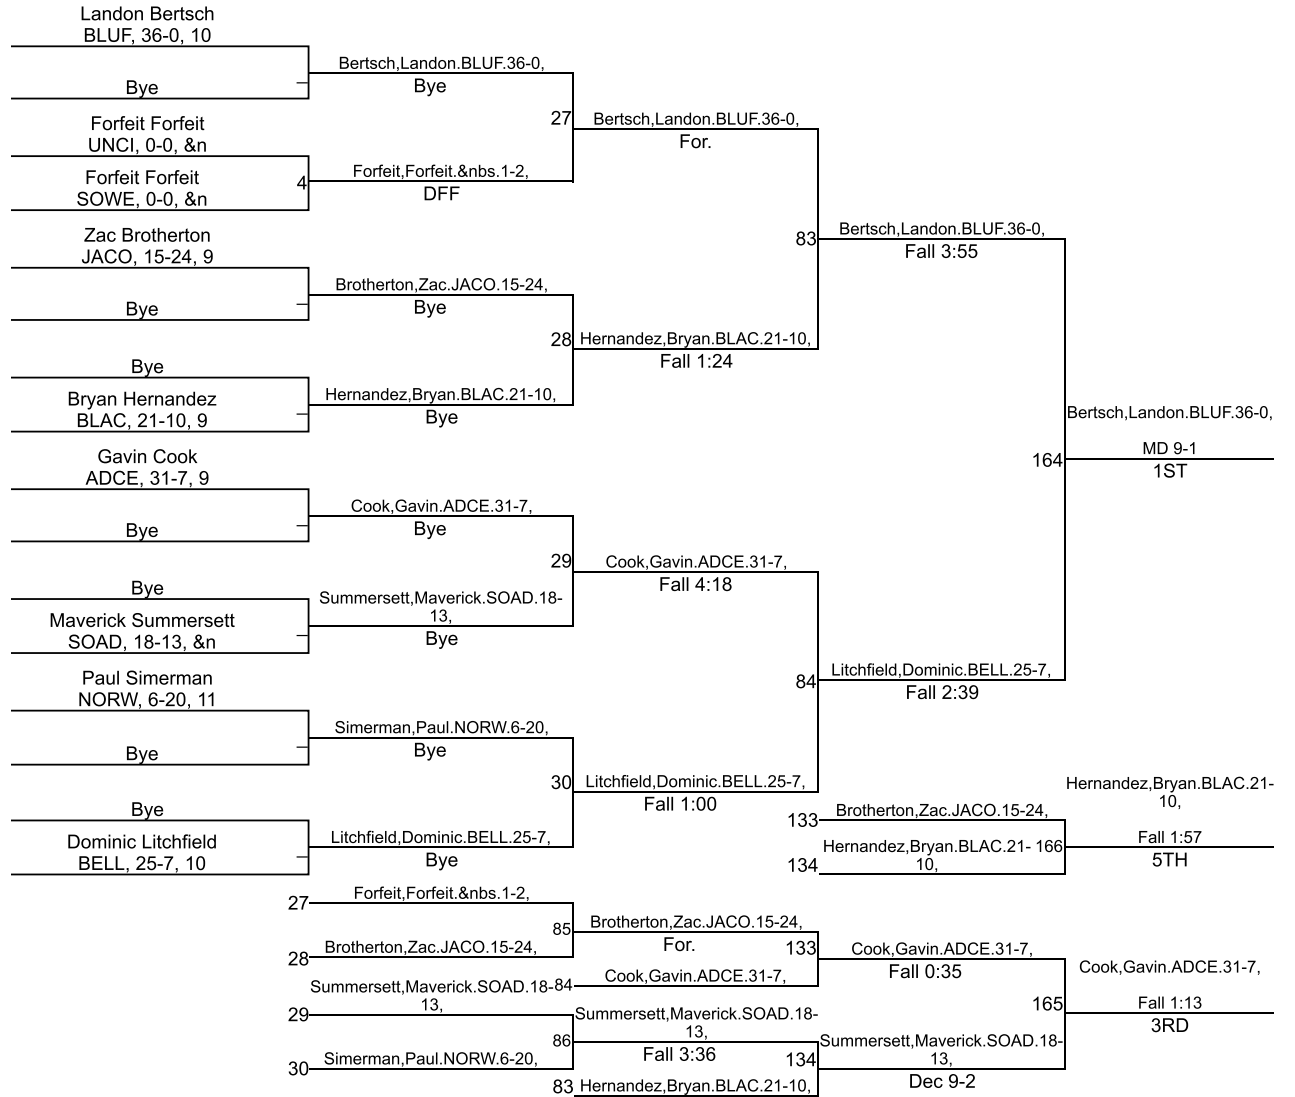 Landon Bertsch
BLUF, 36-0, 10
Bye
Forfeit Forfeit
UNCI, 0-0, &n
Forfeit Forfeit
SOWE, 0-0, &n
4
Zac Brotherton
JACO, 15-24, 9
Bye
Bye
Bryan Hernandez
BLAC, 21-10, 9
Gavin Cook
ADCE, 31-7, 9
Bye
Bye
Maverick Summersett
SOAD, 18-13, &n
Paul Simerman
NORW, 6-20, 11
Bye
Bye
Dominic Litchfield
BELL, 25-7, 10
Bertsch,Landon.BLUF.36-0,
Bye
27
Forfeit,Forfeit.&nbs.1-2,
DFF
Brotherton,Zac.JACO.15-24,
Bye
28
Hernandez,Bryan.BLAC.21-10,
Bye
Cook,Gavin.ADCE.31-7,
Bye
29
Summersett,Maverick.SOAD.18-
13,
Bye
Simerman,Paul.NORW.6-20,
Bye
30
Litchfield,Dominic.BELL.25-7,
Bye
Bertsch,Landon.BLUF.36-0,
For.
83
Hernandez,Bryan.BLAC.21-10,
Fall 1:24
Cook,Gavin.ADCE.31-7,
Fall 4:18
84
Litchfield,Dominic.BELL.25-7,
Fall 1:00
Bertsch,Landon.BLUF.36-0,
Fall 3:55
164
Litchfield,Dominic.BELL.25-7,
Fall 2:39
Bertsch,Landon.BLUF.36-0,
MD 9-1
1ST
133
Brotherton,Zac.JACO.15-24,
134
Hernandez,Bryan.BLAC.21-
10,
166
Hernandez,Bryan.BLAC.21-
10,
Fall 1:57
5TH
27
Forfeit,Forfeit.&nbs.1-2,
28
Brotherton,Zac.JACO.15-24,
85
Brotherton,Zac.JACO.15-24,
For.
84
Cook,Gavin.ADCE.31-7,
133
Cook,Gavin.ADCE.31-7,
Fall 0:35
29
Summersett,Maverick.SOAD.18-
13,
30
Simerman,Paul.NORW.6-20,
86
Summersett,Maverick.SOAD.18-
13,
Fall 3:36
83
Hernandez,Bryan.BLAC.21-10,
134
Summersett,Maverick.SOAD.18-
13,
Dec 9-2
165
Cook,Gavin.ADCE.31-7,
Fall 1:13
3RD